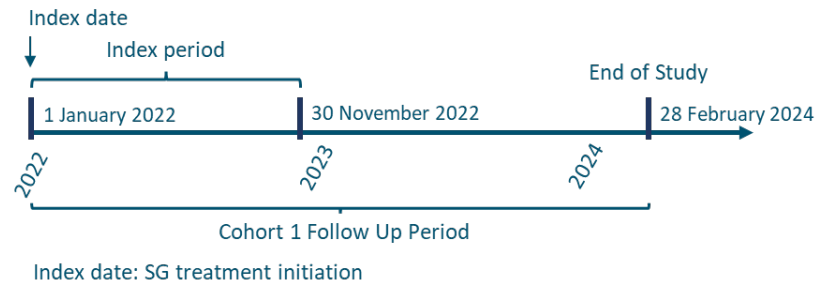 Index date
Index period
End of Study
1 January 2022
30 November 2022
28 February 2024
2022
2023
2024
Cohort 1 Follow Up Period
Index date: SG treatment initiation